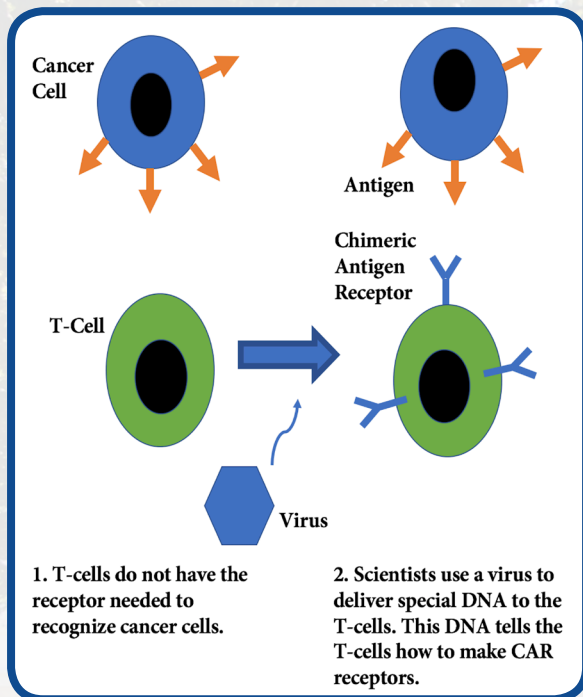 Cancer
Cell
Antigen
Chimeric
Antigen
Receptor
T-Cell
Virus
1. T-cells do not have the
receptor needed to
recognize cancer cells.
2. Scientists use a virus to
deliver special DNA to the
T-cells. This DNA tells the
T-cells how to make CAR
receptors.